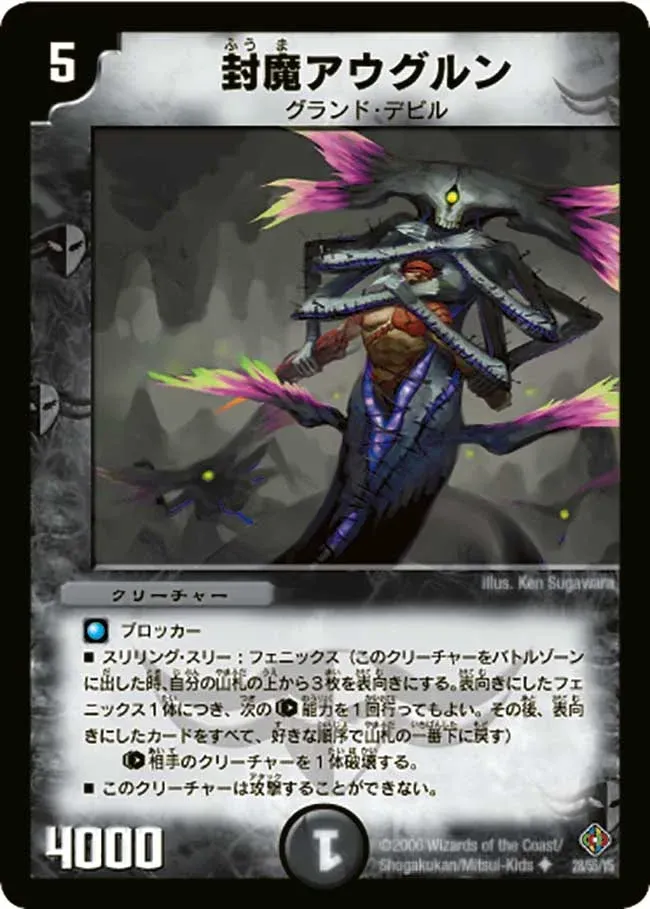 5
ふう ま
封魔アウグルン
グランド・デビル
illus. Ken Sugawara
クリーチャー
ブロッカー
■ スリリング・スリー：フェニックス（このクリーチャーをバトルゾーン
に出した時、自分の山札の上から３枚を表向きにする。表向きにしたフェ
ニックス１体につき、次の能力を１回行ってもよい。その後、表向
きにしたカードをすべて、好きな順序で山札の一番下に戻す）
相手のクリーチャーを１体破壊する。
■ このクリーチャーは攻撃することができない。
4000
1
©2006 Wizards of the Coast/
Shogakukan/Mitsui-Kids
28/55/Y5